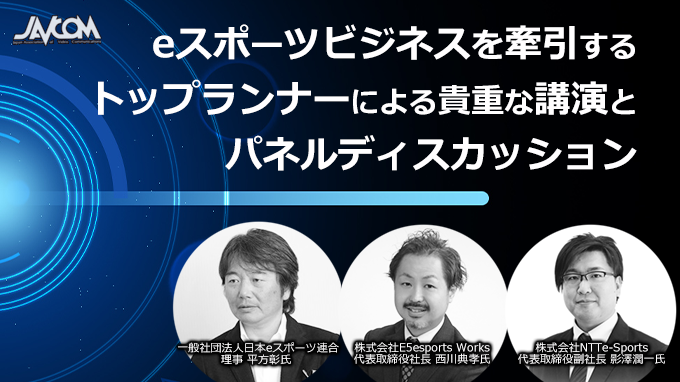 JAVCOM
Japan Association of Video Communications
eスポーツビジネスを牽引する
トップランナーによる貴重な講演と
パネルディスカッション
一般社団法人日本eスポーツ連合
理事 平方彰氏
株式会社E5esports Works
代表取締役社長 西川典孝氏
株式会社NTTe-Sports
代表取締役副社長 影澤潤一氏